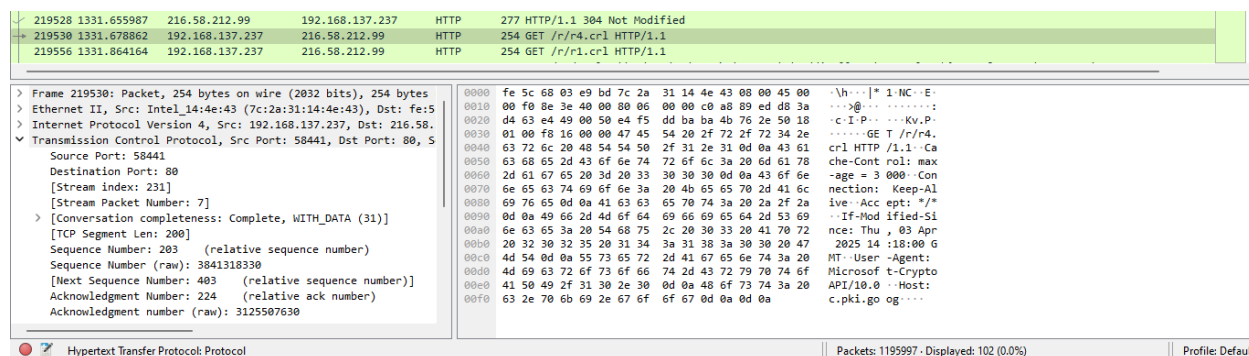 219528 1331.655987 216.58.212.99 192.168.137.237 HTTP 277 HTTP/1.1 304 Not Modified
219530 1331.678862 192.168.137.237 216.58.212.99 HTTP 254 GET /r/r4.crl HTTP/1.1
219556 1331.864164 192.168.137.237 216.58.212.99 HTTP 254 GET /r/r1.crl HTTP/1.1
> Frame 219530: Packet, 254 bytes on wire (2032 bits), 254 bytes
> Ethernet II, Src: Intel_14:4e:43 (7c:2a:31:14:4e:43), Dst: fe:5
> Internet Protocol Version 4, Src: 192.168.137.237, Dst: 216.58.
Transmission Control Protocol, Src Port: 58441, Dst Port: 80, S
Source Port: 58441
Destination Port: 80
[Stream index: 231]
[Stream Packet Number: 7]
> [Conversation completeness: Complete, WITH_DATA (31)]
[TCP Segment Len: 200]
Sequence Number: 203 (relative sequence number)
Sequence Number (raw): 3841318330
[Next Sequence Number: 403 (relative sequence number)]
Acknowledgment Number: 224 (relative ack number)
Acknowledgment number (raw): 3125507630
0000 fe 5c 68 03 e9 bd 7c 2a 31 14 4e 43 08 00 45 00 ·\h···|* 1·NC··E·
0010 00 f0 8e 3e 40 00 80 06 00 00 c0 a8 89 ed d8 3a ···>@··· ·······:
0020 d4 63 e4 49 00 50 e4 f5 dd ba ba 4b 76 2e 50 18 ·c·I·P·· ···Kv.P·
0030 01 00 f8 16 00 00 47 45 54 20 2f 72 2f 72 34 2e ······GE T /r/r4.
0040 63 72 6c 20 48 54 54 50 2f 31 2e 31 0d 0a 43 61 crl HTTP /1.1··Ca
0050 63 68 65 2d 43 6f 6e 74 72 6f 6c 3a 20 6d 61 78 che-Cont rol: max
0060 2d 61 67 65 20 3d 20 33 30 30 30 0d 0a 43 6f 6e -age = 3 000··Con
0070 6e 65 63 74 69 6f 6e 3a 20 4b 65 65 70 2d 41 6c nection: Keep-Al
0080 69 76 65 0d 0a 41 63 63 65 70 74 3a 20 2a 2f 2a ive··Acc ept: */*
0090 0d 0a 49 66 2d 4d 6f 64 69 66 69 65 64 2d 53 69 ··If-Mod ified-Si
00a0 6e 63 65 3a 20 54 68 75 2c 20 30 33 20 41 70 72 nce: Thu , 03 Apr
00b0 20 32 30 32 35 20 31 34 3a 31 38 3a 30 30 20 47 2025 14 :18:00 G
00c0 4d 54 0d 0a 55 73 65 72 2d 41 67 65 6e 74 3a 20 MT··User -Agent:
00d0 4d 69 63 72 6f 73 6f 66 74 2d 43 72 79 70 74 6f Microsof t-Crypto
00e0 41 50 49 2f 31 30 2e 30 0d 0a 48 6f 73 74 3a 20 API/10.0 ··Host:
00f0 63 2e 70 6b 69 2e 67 6f 6f 67 0d 0a 0d 0a c.pki.go og····
Hypertext Transfer Protocol: Protocol
Packets: 1195997 · Displayed: 102 (0.0%)
Profile: Defau